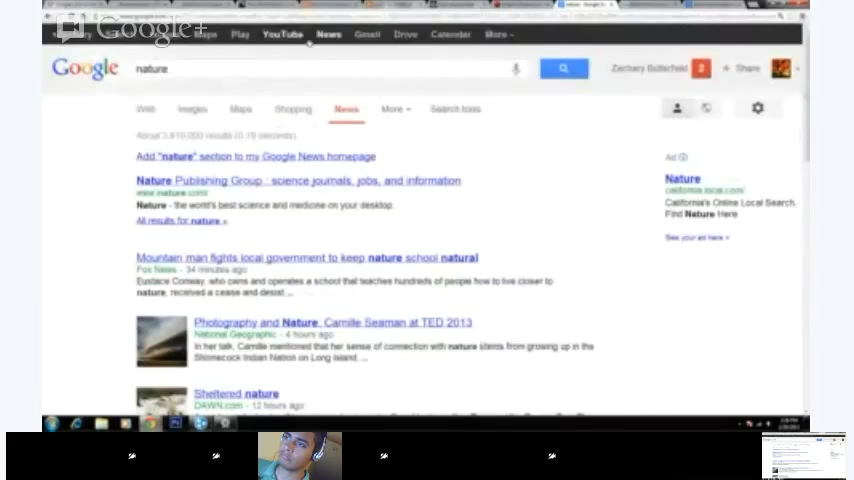 Google+
Maps Play YouTube News Gmail Drive Calendar More
Google nature Zachary Butterfield 2 + Share
Web Images Maps Shopping News More Search tools
About 3,810,000 results (0.19 seconds)
Add "nature" section to my Google News homepage
Ad
Nature Publishing Group : science journals, jobs, and information
Nature
www.nature.com/
california.local.com/
Nature - the world's best science and medicine on your desktop.
California's Online Local Search.
All results for nature »
Find Nature Here
See your ad here »
Mountain man fights local government to keep nature school natural
Fox News - 34 minutes ago
Eustace Conway, who owns and operates a school that teaches hundreds of people how to live closer to
nature, received a cease and desist ...
Photography and Nature, Camille Seaman at TED 2013
National Geographic - 4 hours ago
In her talk, Camille mentioned that her sense of connection with nature stems from growing up in the
Shinnecock Indian Nation on Long Island. ...
Sheltered nature
DAWN.com - 12 hours ago